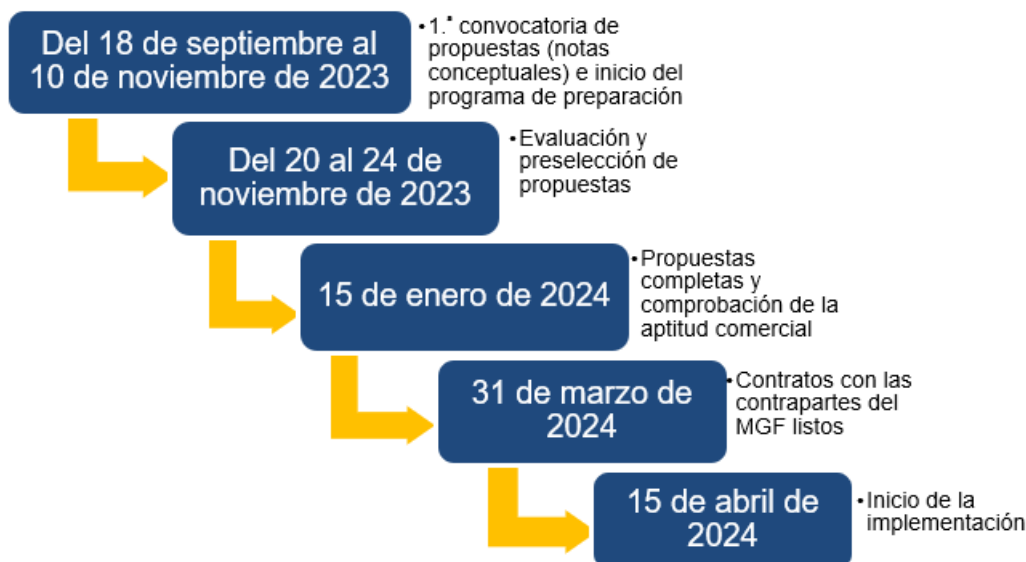 Del 18 de septiembre al
10 de noviembre de 2023
•1.ª convocatoria de
propuestas (notas
conceptuales) e inicio del
programa de preparación
Del 20 al 24 de
noviembre de 2023
•Evaluación y
preselección de
propuestas
15 de enero de 2024
•Propuestas
completas y
comprobación de la
aptitud comercial
31 de marzo de
2024
•Contratos con las
contrapartes del
MGF listos
15 de abril de
2024
•Inicio de la
implementación